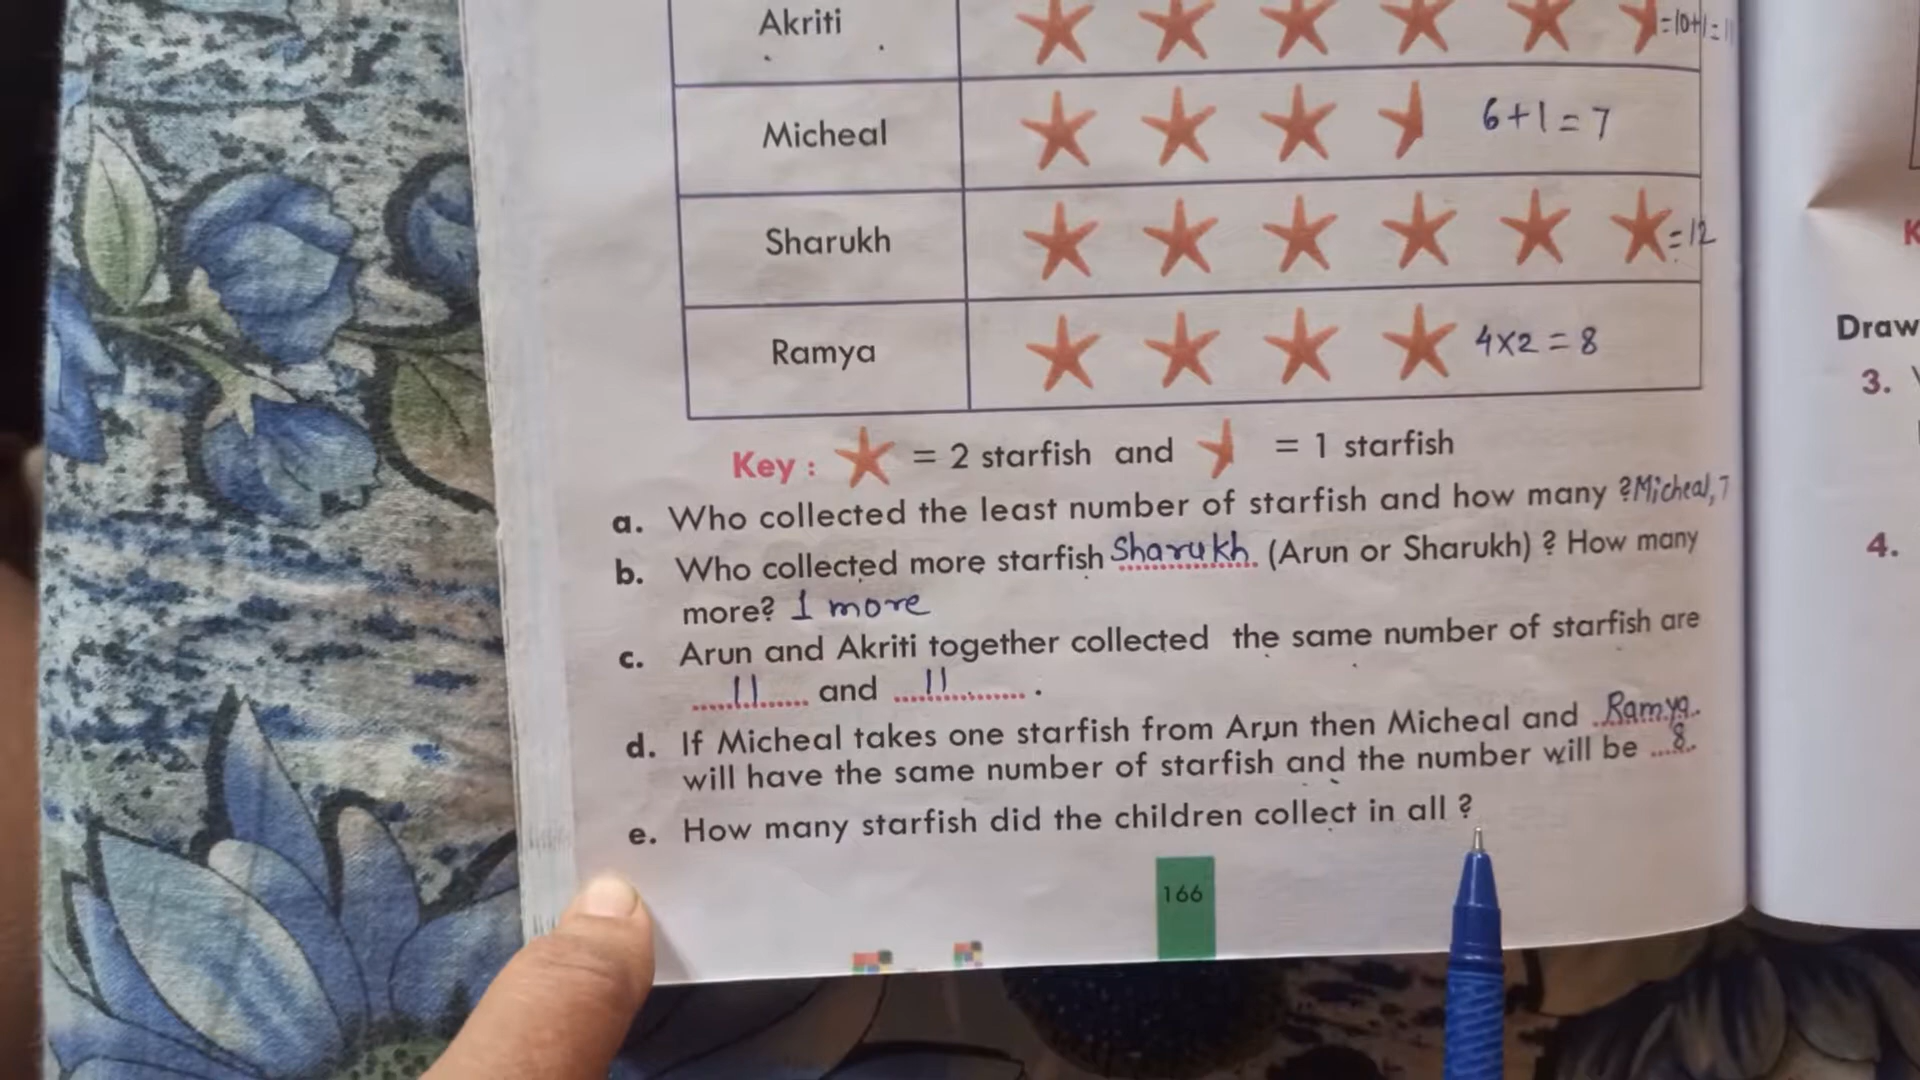 Akriti =10+1=11
Micheal 6+1=7
Sharukh =12
Ramya 4x2=8
Key : = 2 starfish and = 1 starfish
a. Who collected the least number of starfish and how many ? Micheal, 7
b. Who collected more starfish Sharukh (Arun or Sharukh) ? How many
more? 1 more
c. Arun and Akriti together collected the same number of starfish are
11 and 11 .
d. If Micheal takes one starfish from Arun then Micheal and Ramya
will have the same number of starfish and the number will be 8
e. How many starfish did the children collect in all ?
166
K
Draw
3.
4.